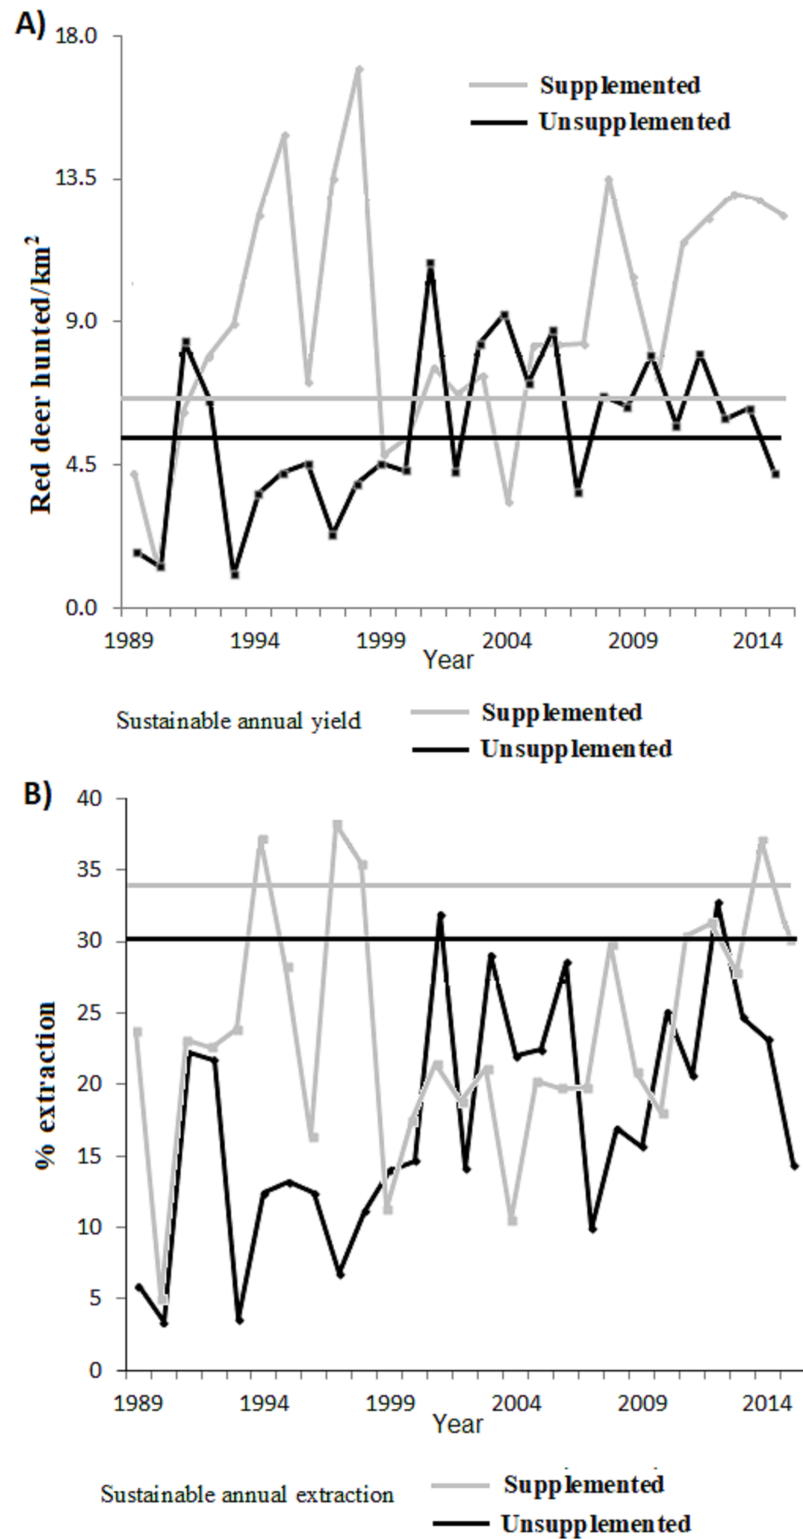 A)
18.0
13.5
9.0
4.5
0.0
Red deer hunted/km²
Supplemented
Unsupplemented
1989 1994 1999 2004 2009 2014
Year
Sustainable annual yield
Supplemented
Unsupplemented
B)
40
35
30
25
20
15
10
5
0
% extraction
1989 1994 1999 2004 2009 2014
Year
Sustainable annual extraction
Supplemented
Unsupplemented